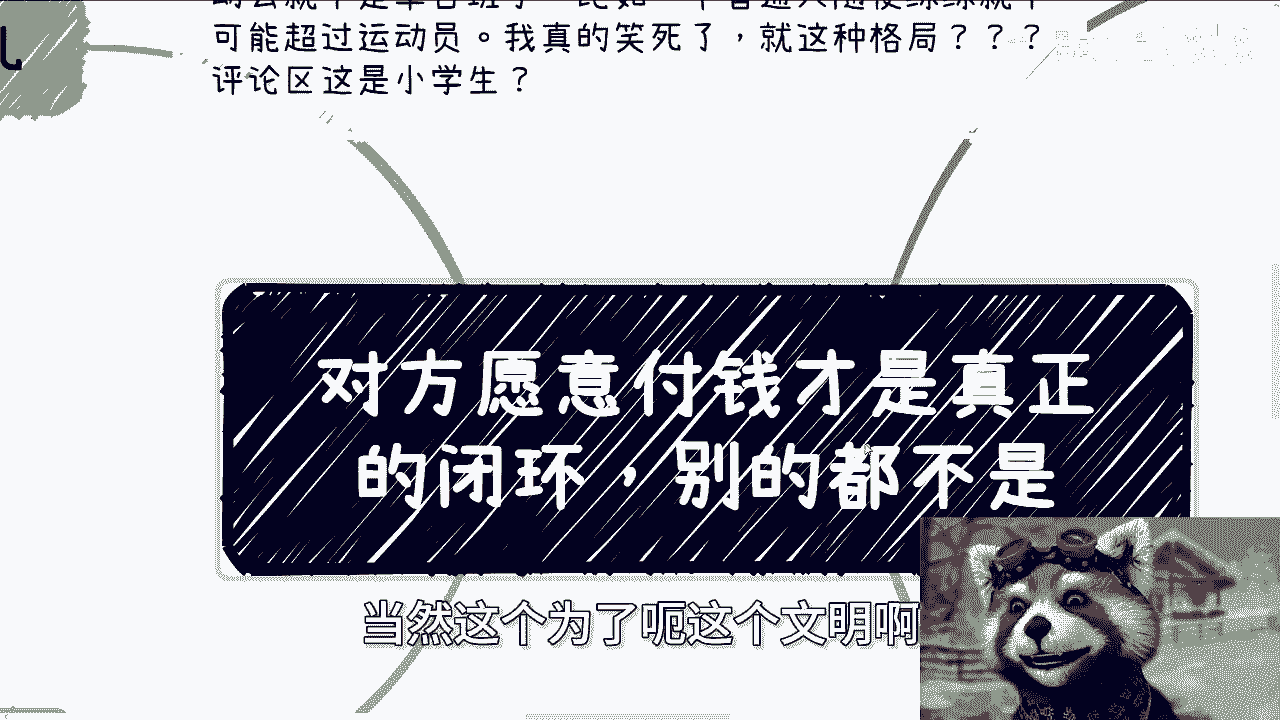 可能超过运动员。我真的笑死了，就这种格局？？？
评论区这是小学生？
对方愿意付钱才是真正
的闭环，别的都不是
当然这个为了呃这个文明啊